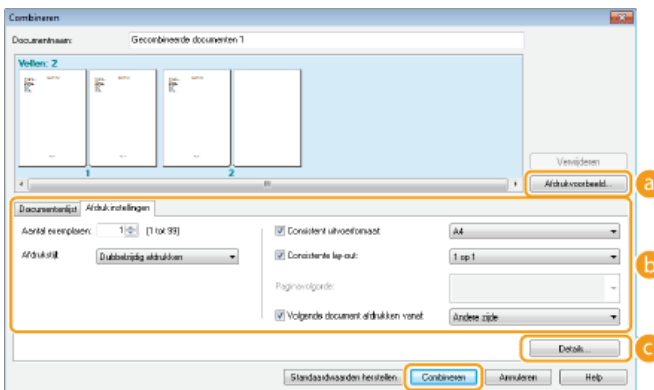 Combineren
Documentnaam: Gecombineerde documenten 1
Vellen: 2
1 2
Verwijderen
Afdrukvoorbeeld... a
Documentenlijst Afdrukinstellingen
Aantal exemplaren: 1 (1 tot 99) Consistent uitvoerformaat: A4
Afdrukstijl: Dubbelzijdig afdrukken Consistente lay-out: 1 op 1 b
Paginavolgorde:
Volgende document afdrukken vanaf: Andere zijde
Details... c
Standaardwaarden herstellen Combineren Annuleren Help